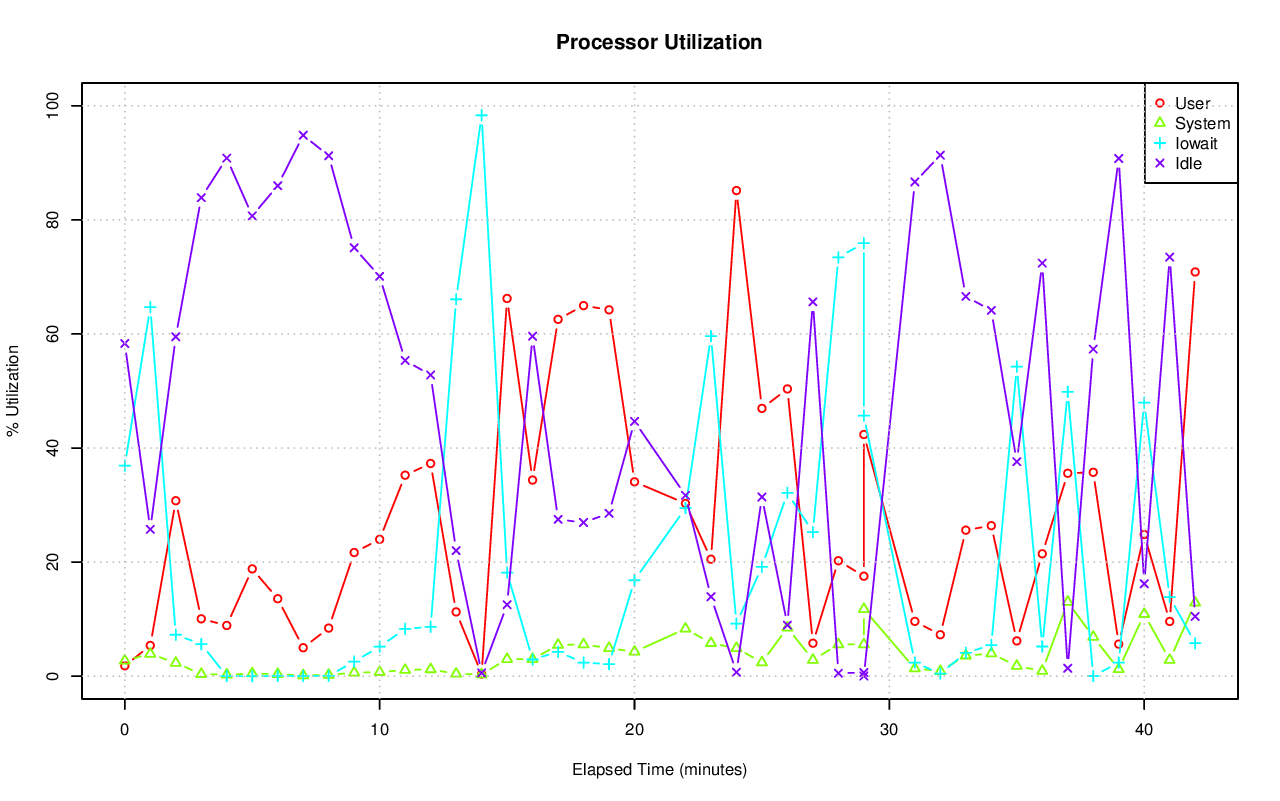 Processor Utilization
100
80
60
40
20
0
% Utilization
User
System
Iowait
Idle
0 10 20 30 40
Elapsed Time (minutes)